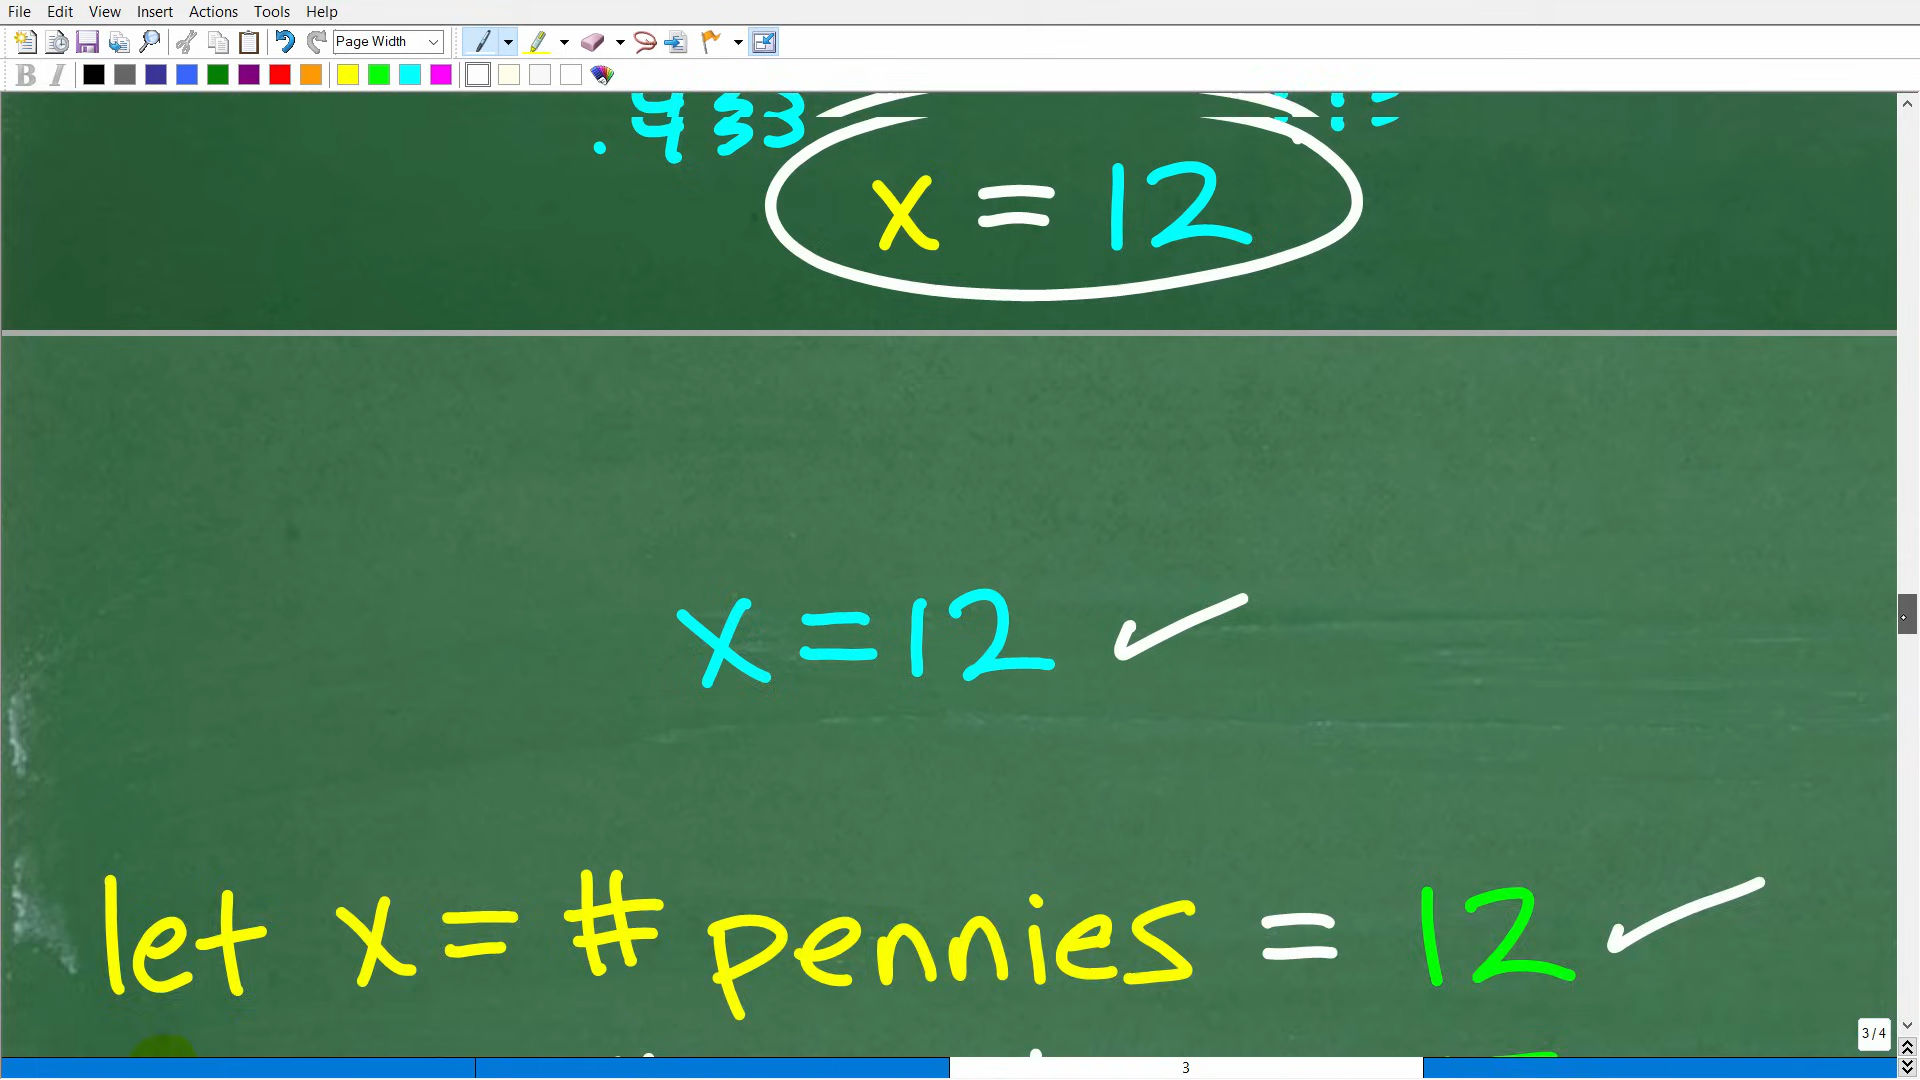 File Edit View Insert Actions Tools Help
Page Width
B I
.433
x = 12
x = 12 ✓
let x = # pennies = 12 ✓
3 / 4
3